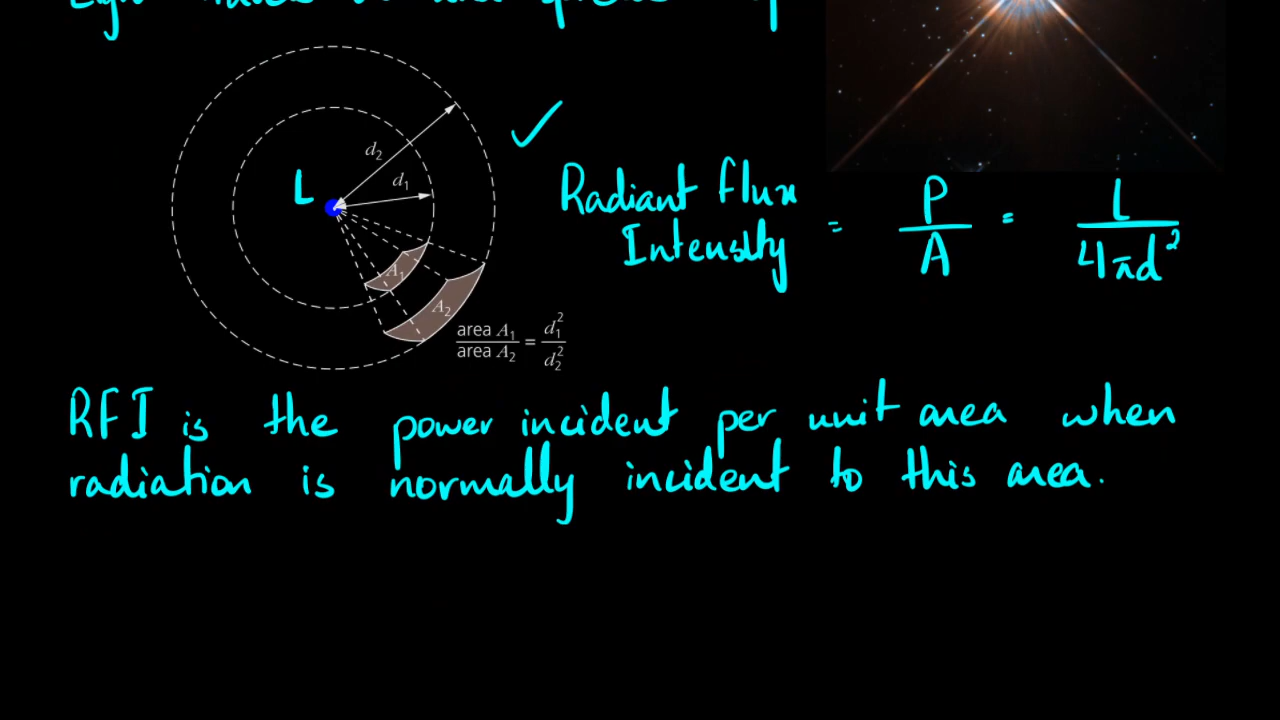 d₂
L
d₁
A₁
A₂
area A₁ / area A₂ = d₁² / d₂²
Radiant Flux
Intensity = P / A = L / 4πd²
RFI is the power incident per unit area when
radiation is normally incident to this area.